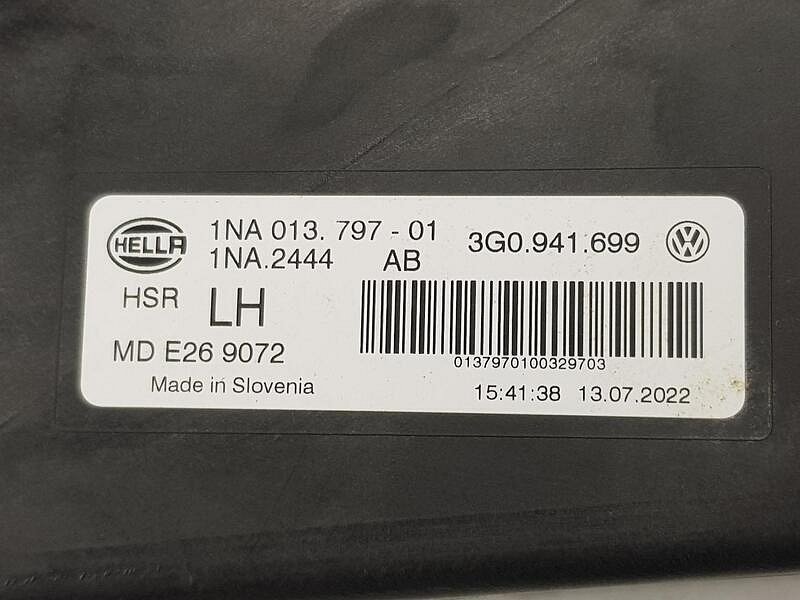 HELLA
1NA 013. 797 - 01
1NA.2444 AB
3G0.941.699
HSR LH
MD E26 9072
Made in Slovenia
0137970100329703
15:41:38 13.07.2022